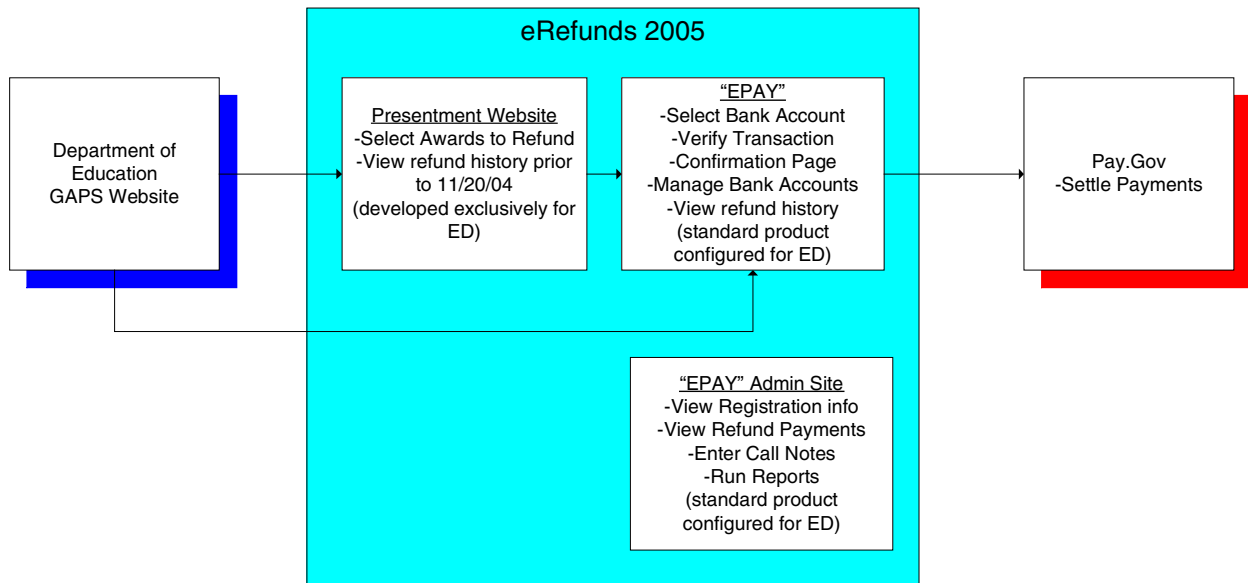 eRefunds 2005
Department of
Education
GAPS Website
Presentment Website
-Select Awards to Refund
-View refund history prior
to 11/20/04
(developed exclusively for
ED)
“EPAY”
-Select Bank Account
-Verify Transaction
-Confirmation Page
-Manage Bank Accounts
-View refund history
(standard product
configured for ED)
Pay.Gov
-Settle Payments
“EPAY” Admin Site
-View Registration info
-View Refund Payments
-Enter Call Notes
-Run Reports
(standard product
configured for ED)